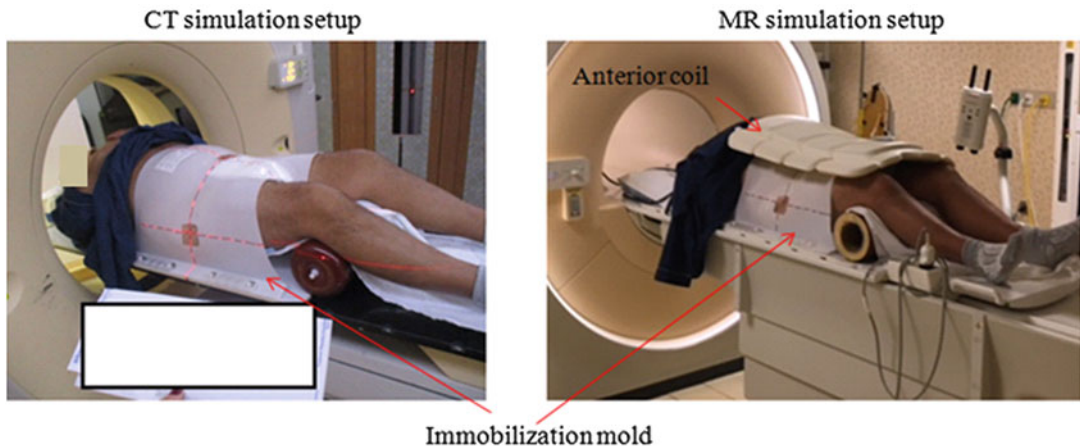 CT simulation setup
MR simulation setup
Anterior coil
Immobilization mold